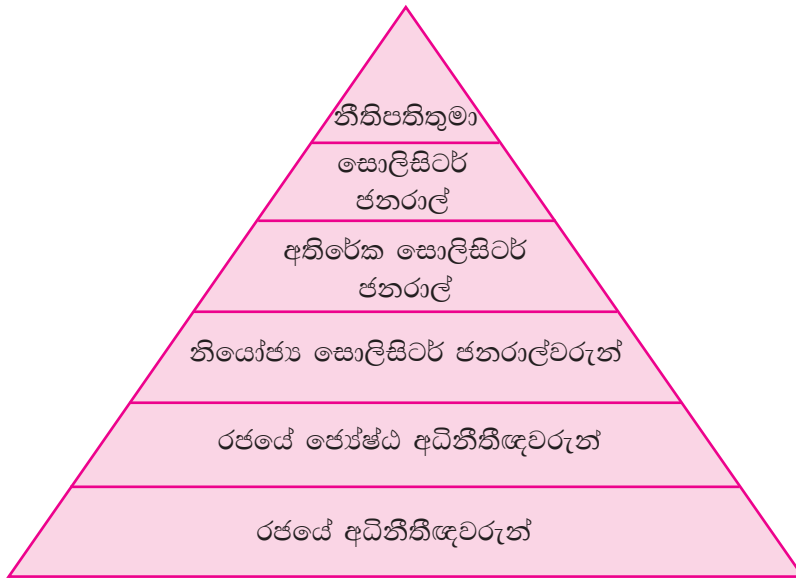 නීතිපතිතුමා
සොලිසිටර්
ජනරාල්
අතිරේක සොලිසිටර්
ජනරාල්
නියෝජ්‍ය සොලිසිටර් ජනරාල්වරුන්
රජයේ ජ්‍යේෂ්ඨ අධිනීතීඥවරුන්
රජයේ අධිනීතීඥවරුන්